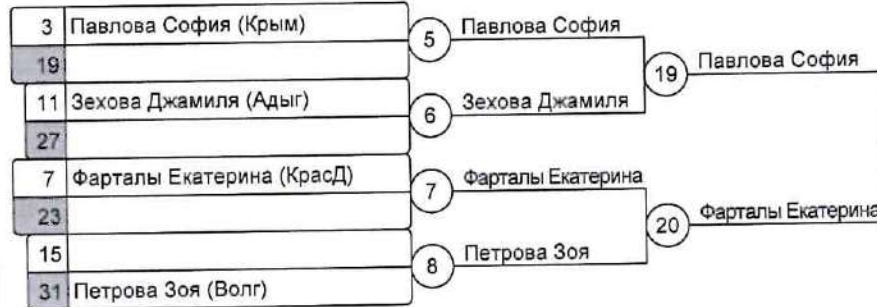 3 Павлова София (Крым)
5 Павлова София
19
19 Павлова София
11 Зехова Джамиля (Адыг)
6 Зехова Джамиля
27
7 Фарталы Екатерина (КрасД)
7 Фарталы Екатерина
23
20 Фарталы Екатерина
15
8 Петрова Зоя
31 Петрова Зоя (Волг)